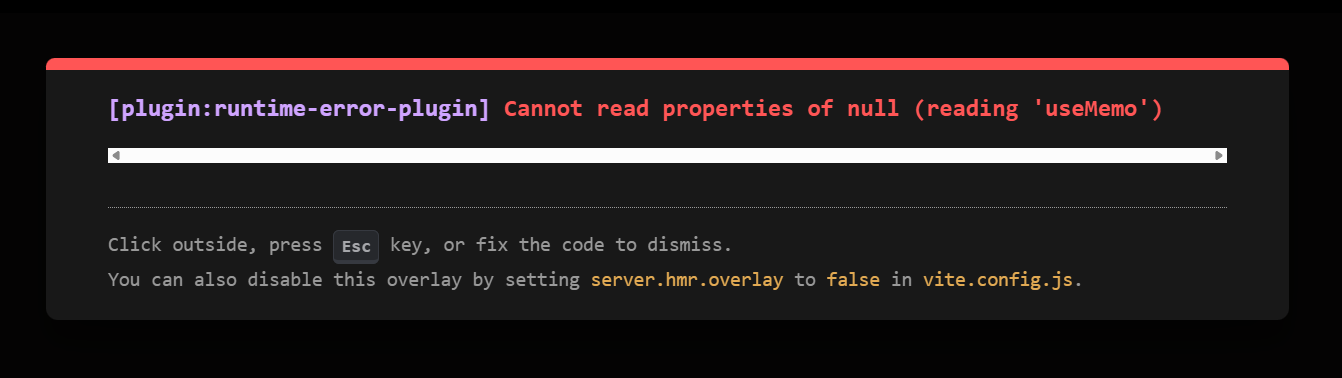 [plugin:runtime-error-plugin] Cannot read properties of null (reading 'useMemo')
Click outside, press Esc key, or fix the code to dismiss.
You can also disable this overlay by setting server.hmr.overlay to false in vite.config.js.